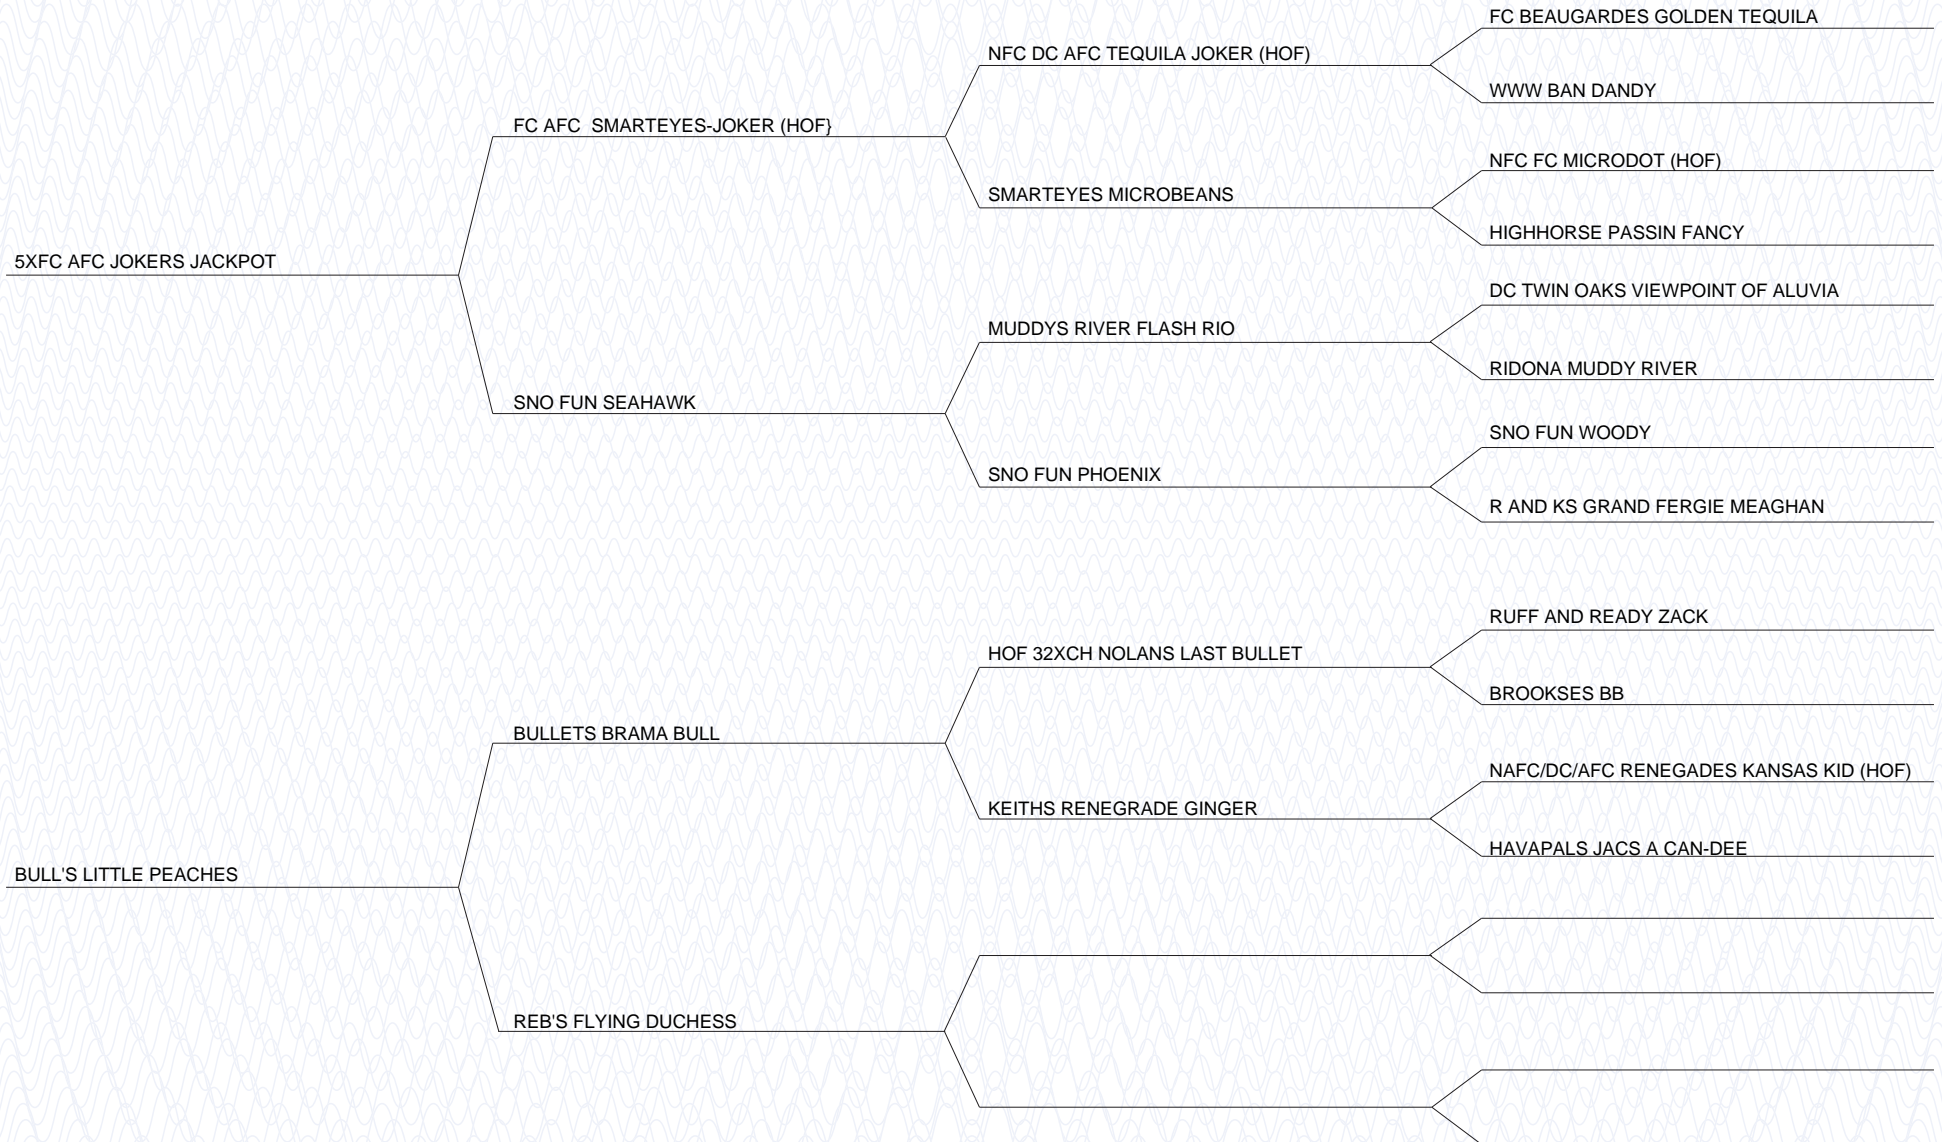 FC BEAUGARDES GOLDEN TEQUILA
NFC DC AFC TEQUILA JOKER (HOF)
WWW BAN DANDY
FC AFC  SMARTEYES-JOKER (HOF}
NFC FC MICRODOT (HOF)
SMARTEYES MICROBEANS
HIGHHORSE PASSIN FANCY
5XFC AFC JOKERS JACKPOT
DC TWIN OAKS VIEWPOINT OF ALUVIA
MUDDYS RIVER FLASH RIO
RIDONA MUDDY RIVER
SNO FUN SEAHAWK
SNO FUN WOODY
SNO FUN PHOENIX
R AND KS GRAND FERGIE MEAGHAN
RUFF AND READY ZACK
HOF 32XCH NOLANS LAST BULLET
BROOKSES BB
BULLETS BRAMA BULL
NAFC/DC/AFC RENEGADES KANSAS KID (HOF)
KEITHS RENEGRADE GINGER
HAVAPALS JACS A CAN-DEE
BULL'S LITTLE PEACHES
REB'S FLYING DUCHESS